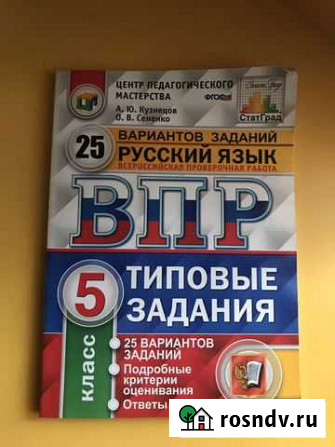 ЦЕНТР ПЕДАГОГИЧЕСКОГО
МАСТЕРСТВА
А. Ю. Кузнецов
О. В. Сененко
ФГОС
СтатГрад
25
ВАРИАНТОВ ЗАДАНИЙ
РУССКИЙ ЯЗЫК
ВСЕРОССИЙСКАЯ ПРОВЕРОЧНАЯ РАБОТА
ВПР
5
класс
ТИПОВЫЕ
ЗАДАНИЯ
25 ВАРИАНТОВ
ЗАДАНИЙ
Подробные
критерии
оценивания
Ответы
rosndv.ru